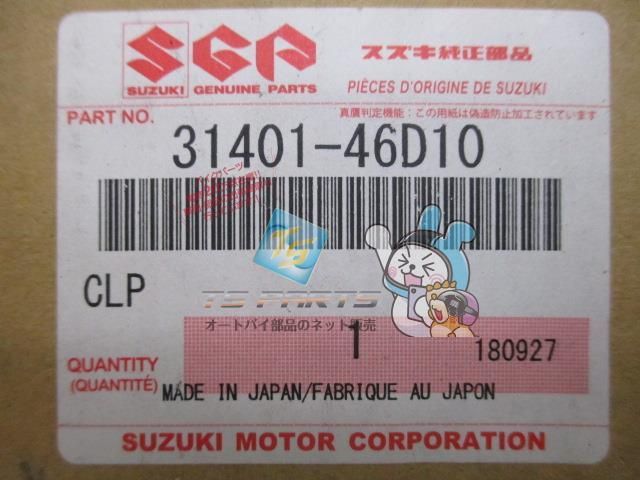 SGP スズキ純正部品
SUZUKI GENUINE PARTS PIÈCES D'ORIGINE DE SUZUKI
PART NO. 真贋判定機能：この用紙は偽造防止加工されています
31401-46D10
CLP
TS PARTS
オートバイ部品のネット販売
1 180927
QUANTITY
(QUANTITÉ)
MADE IN JAPAN/FABRIQUE AU JAPON
SUZUKI MOTOR CORPORATION